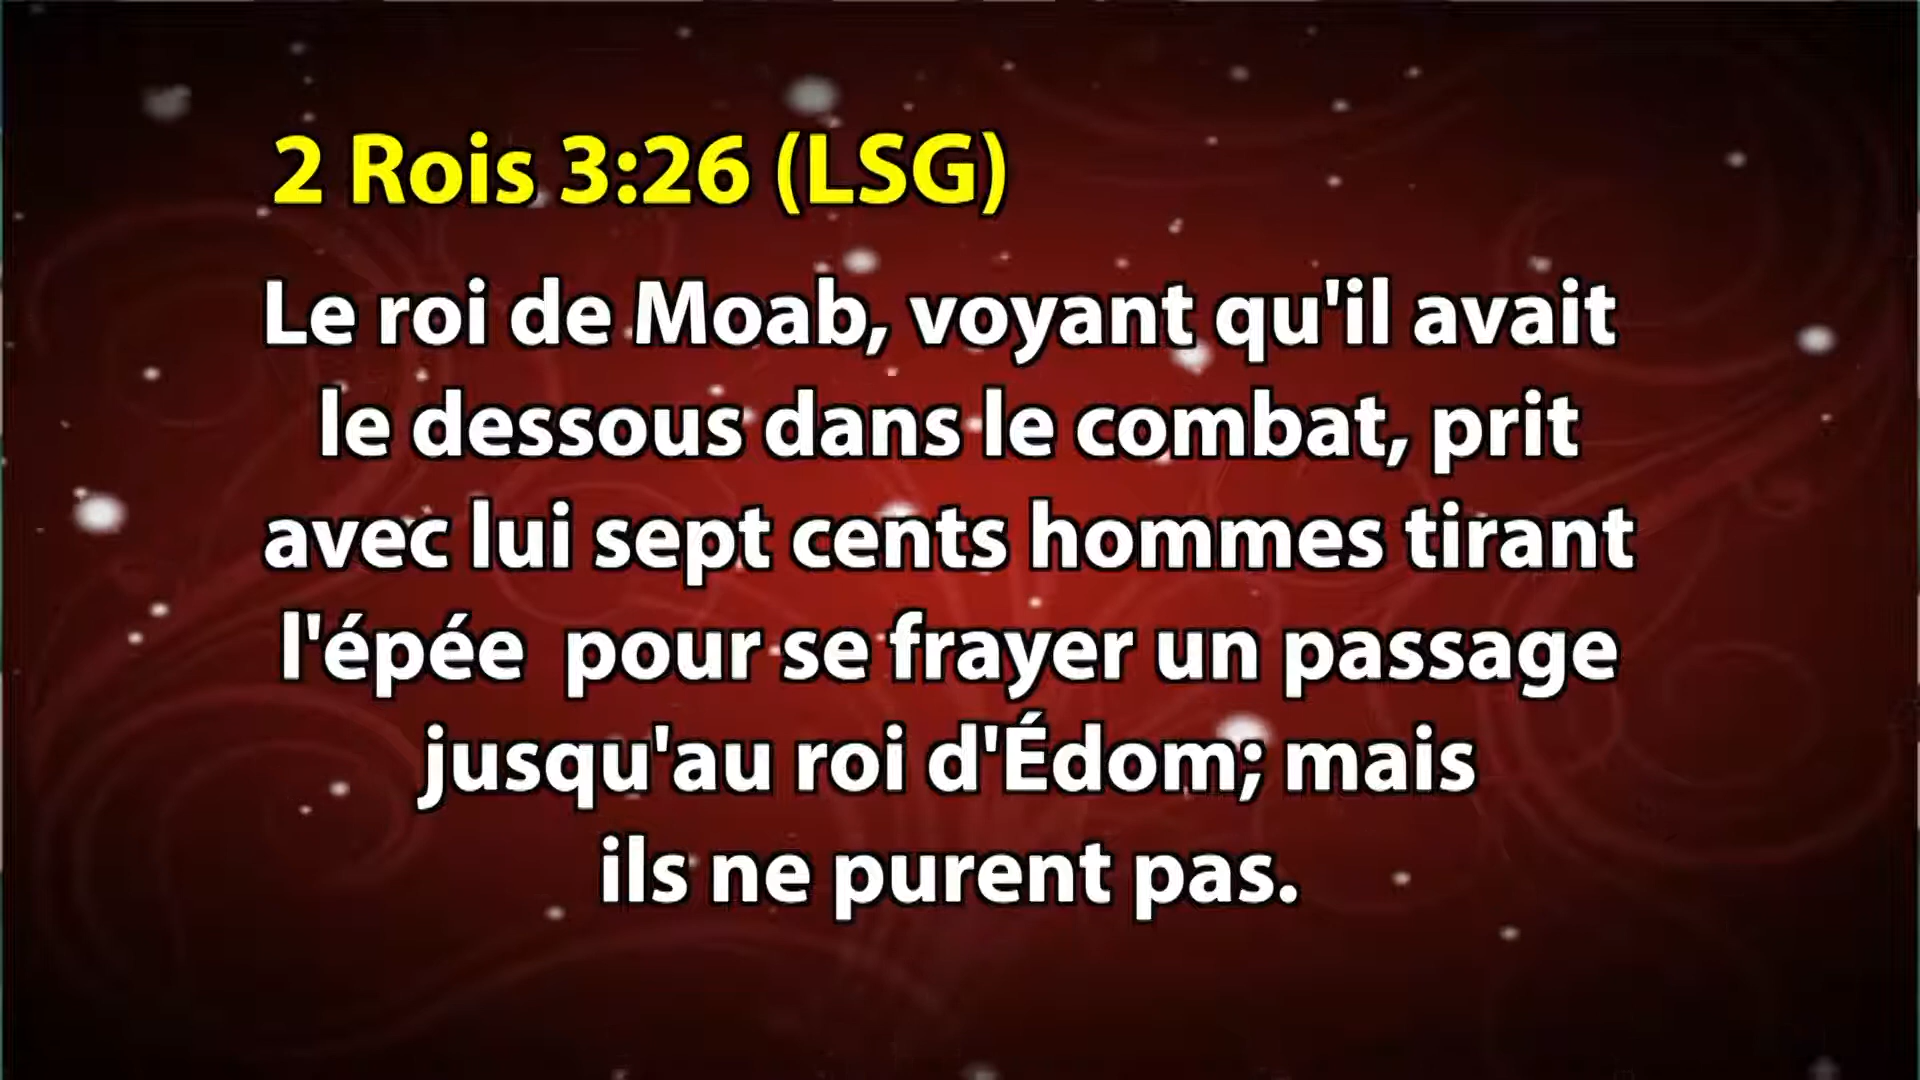 2 Rois 3:26 (LSG)
Le roi de Moab, voyant qu'il avait
le dessous dans le combat, prit
avec lui sept cents hommes tirant
l'épée  pour se frayer un passage
jusqu'au roi d'Édom; mais
ils ne purent pas.